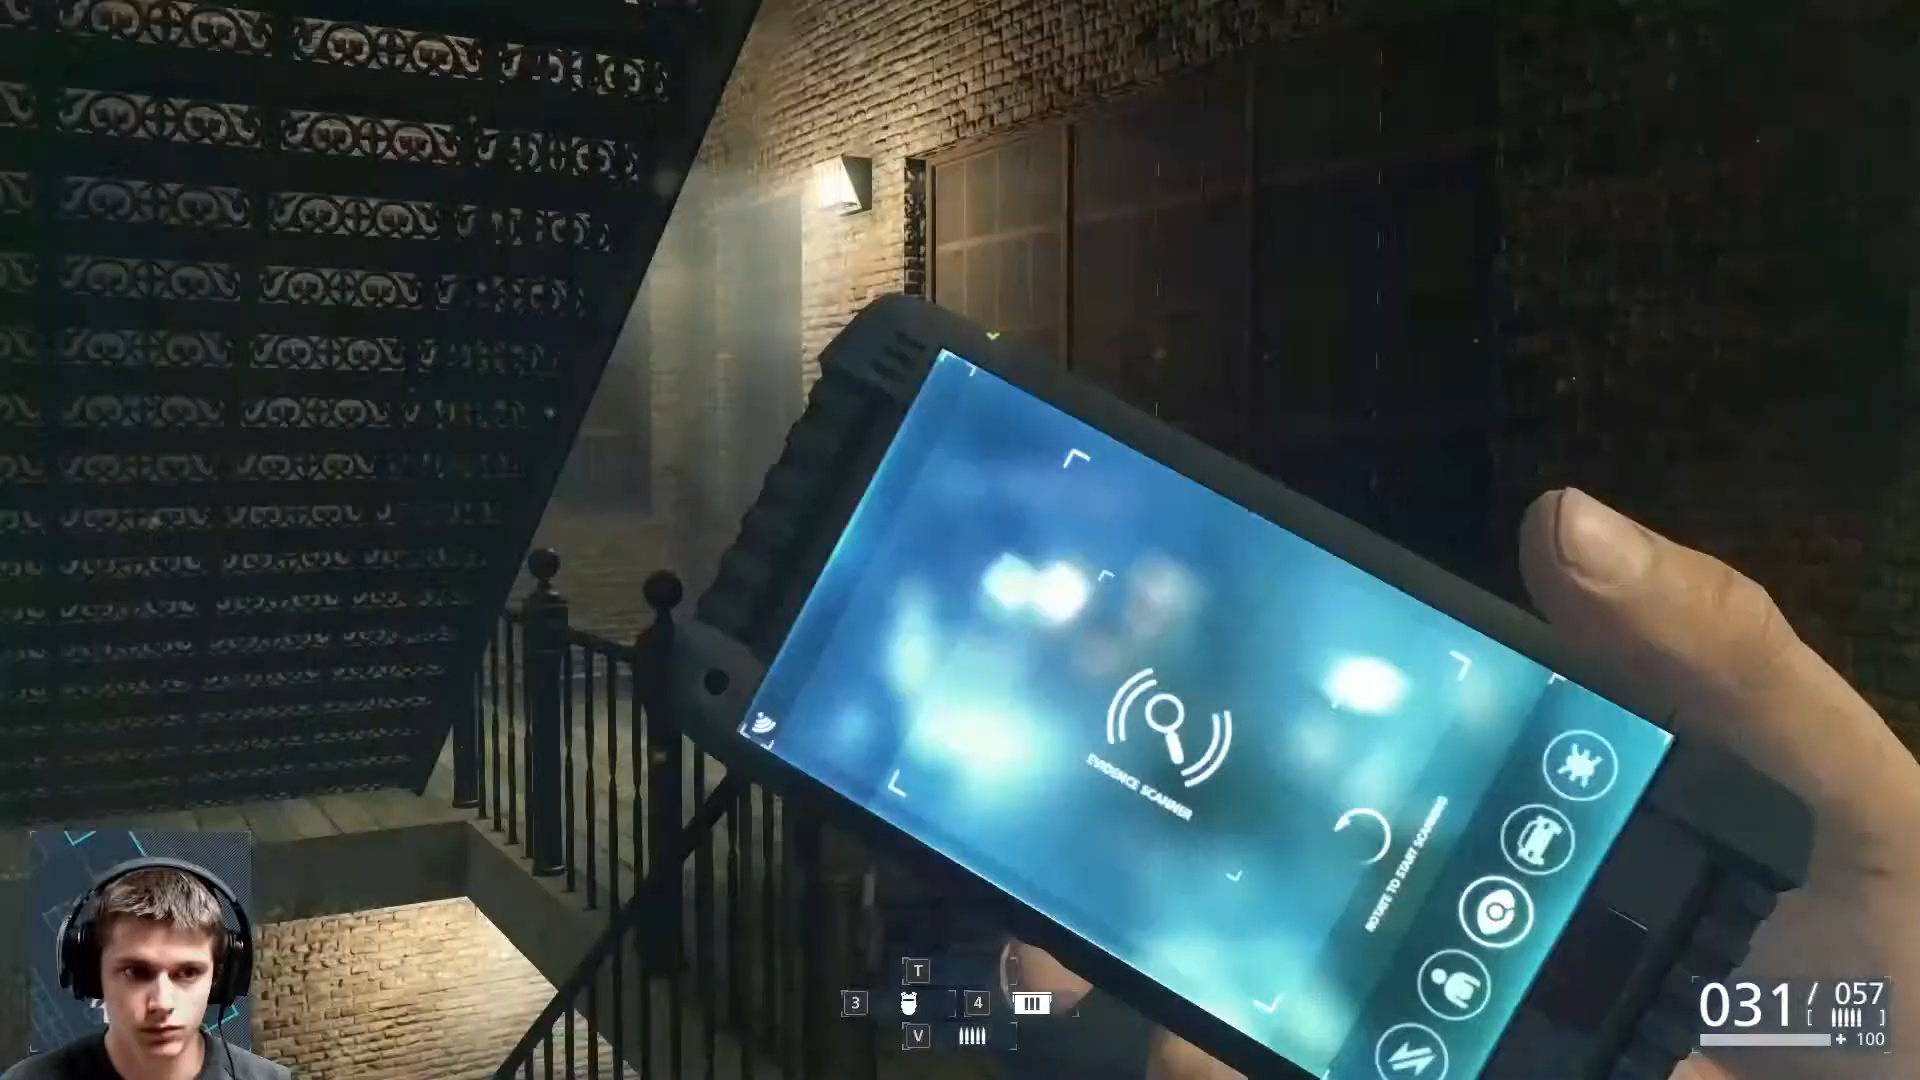 EVIDENCE SCANNER
ROTATE TO START SCANNING
T
3
4
V
031 / 057
+ 100